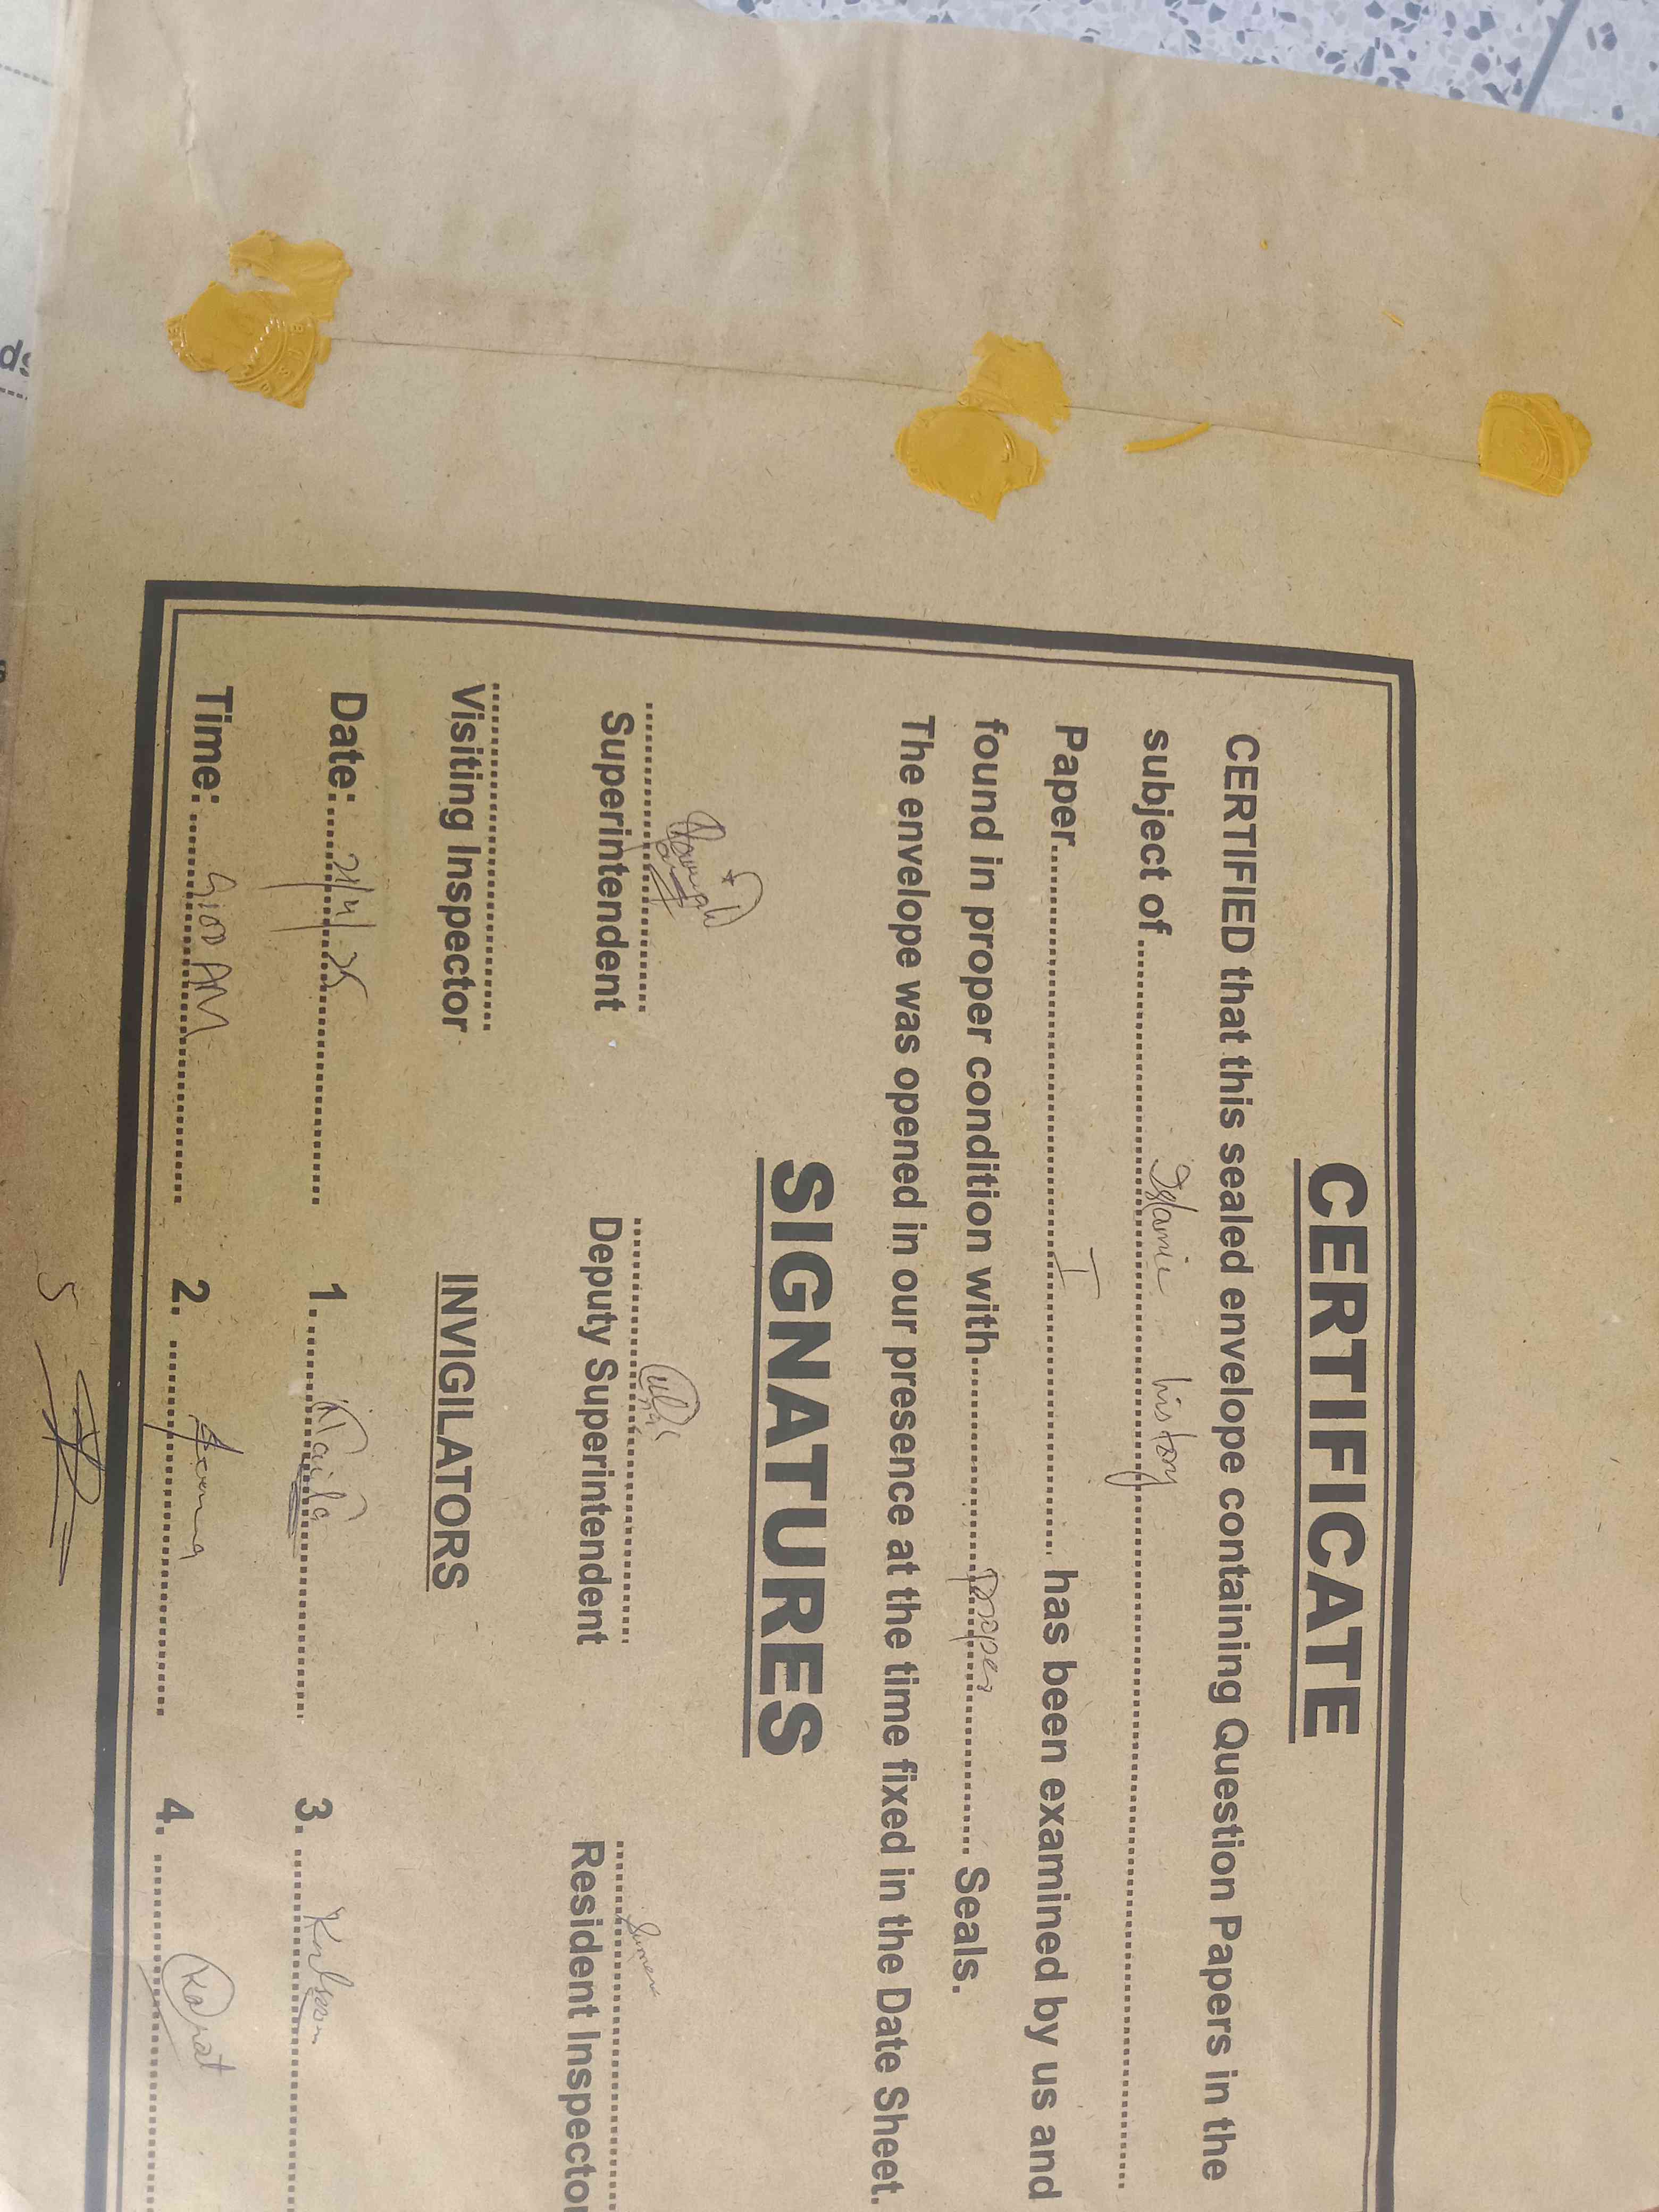 CERTIFICATE
CERTIFIED that this sealed envelope containing Question Papers in the
subject of Islamic history
Paper I has been examined by us and
found in proper condition with Proper Seals.
The envelope was opened in our presence at the time fixed in the Date Sheet.
SIGNATURES
Superintendent Deputy Superintendent Resident Inspector
Visiting Inspector INVIGILATORS
Date: 21/4/25 1. 3.
Time: AM 2. 4.
5